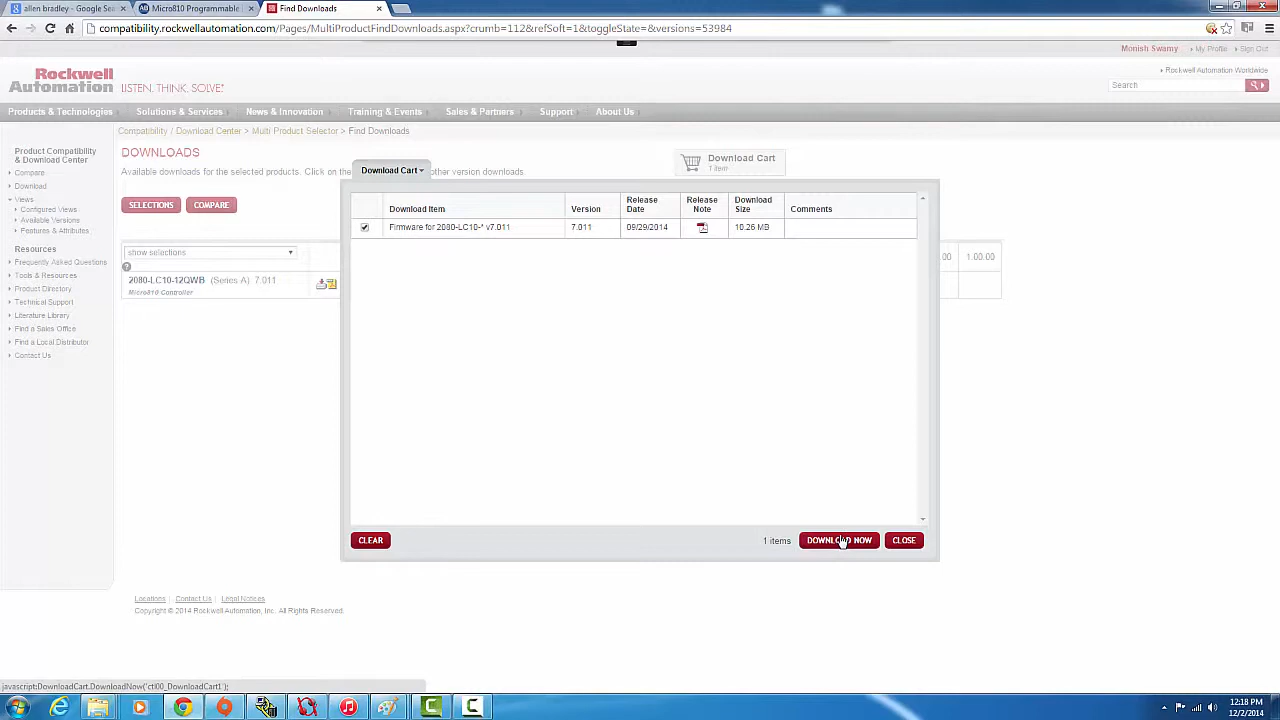 allen bradley - Google Sea
Micro810 Programmable
Find Downloads
compatibility.rockwellautomation.com/Pages/MultiProductFindDownloads.aspx?crumb=112&refSoft=1&toggleState=&versions=53984
Monish Swamy
My Profile
Sign Out
Rockwell Automation
LISTEN. THINK. SOLVE.®
Rockwell Automation Worldwide
Search
Products & Technologies
Solutions & Services
News & Innovation
Training & Events
Sales & Partners
Support
About Us
Compatibility / Download Center > Multi Product Selector > Find Downloads
Product Compatibility & Download Center
Compare
Download
Views
Configured Views
Available Versions
Features & Attributes
Resources
Frequently Asked Questions
Tools & Resources
Product Directory
Technical Support
Literature Library
Find a Sales Office
Find a Local Distributor
Contact Us
DOWNLOADS
Available downloads for the selected products. Click on the
other version downloads
Download Cart
1 item
SELECTIONS
COMPARE
show selections
2080-LC10-12QWB (Series A) 7.011
Micro810 Controller
.00
1.00.00
Download Cart
Download Item
Version
Release Date
Release Note
Download Size
Comments
Firmware for 2080-LC10-* v7.011
7.011
09/29/2014
10.26 MB
CLEAR
1 items
DOWNLOAD NOW
CLOSE
Locations
Contact Us
Legal Notices
Copyright © 2014 Rockwell Automation, Inc. All Rights Reserved.
javascript:DownloadCart.DownloadNow('ctl00_DownloadCart1');
12:18 PM
12/2/2014